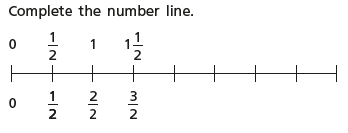 Complete the number line.
0 1/2 1 1 1/2
0 1/2 2/2 3/2